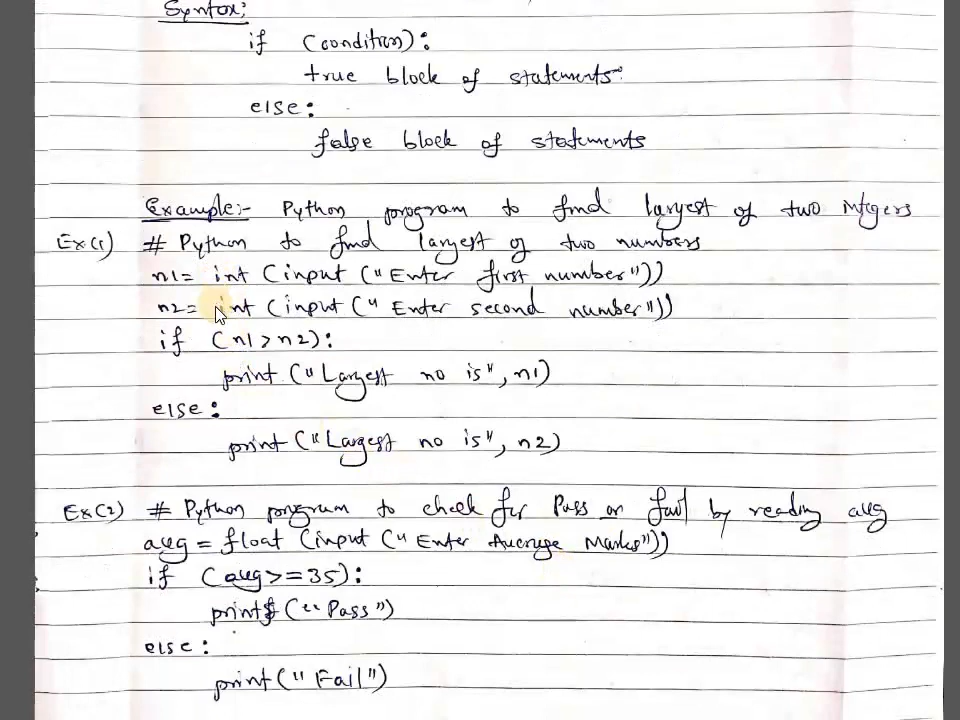 Syntax:
if (condition):
true block of statements
else:
false block of statements
Example:- Python program to find largest of two integers
Ex(1) # Python to find largest of two numbers
n1= int (input ("Enter first number"))
n2= int (input (" Enter second number"))
if (n1>n2):
print ("Largest no is", n1)
else:
print ("Largest no is", n2)
Ex(2) # Python program to check for Pass or fail by reading avg
avg = float (input ("Enter Average Marks"))
if (avg>=35):
print ("Pass")
else:
print("Fail")